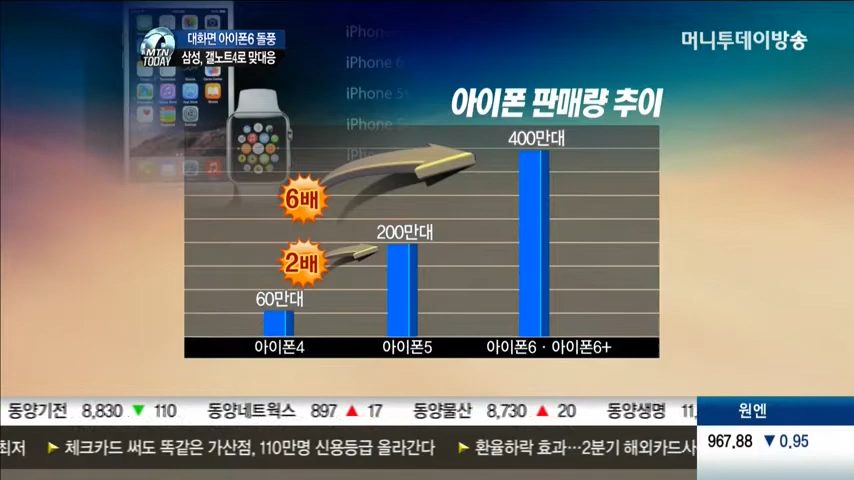 MTN
TODAY
대화면 아이폰6 돌풍
삼성, 갤노트4로 맞대응
머니투데이방송
iPhone 6
iPhone 5
아이폰 판매량 추이
400만대
6배
200만대
2배
60만대
아이폰4
아이폰5
아이폰6 · 아이폰6+
동양기전 8,830 ▼ 110 동양네트웍스 897 ▲ 17 동양물산 8,730 ▲ 20 동양생명 11,
원엔
967.88 ▼0.95
최저 ▶ 체크카드 써도 똑같은 가산점, 110만명 신용등급 올라간다 ▶ 환율하락 효과…2분기 해외카드사